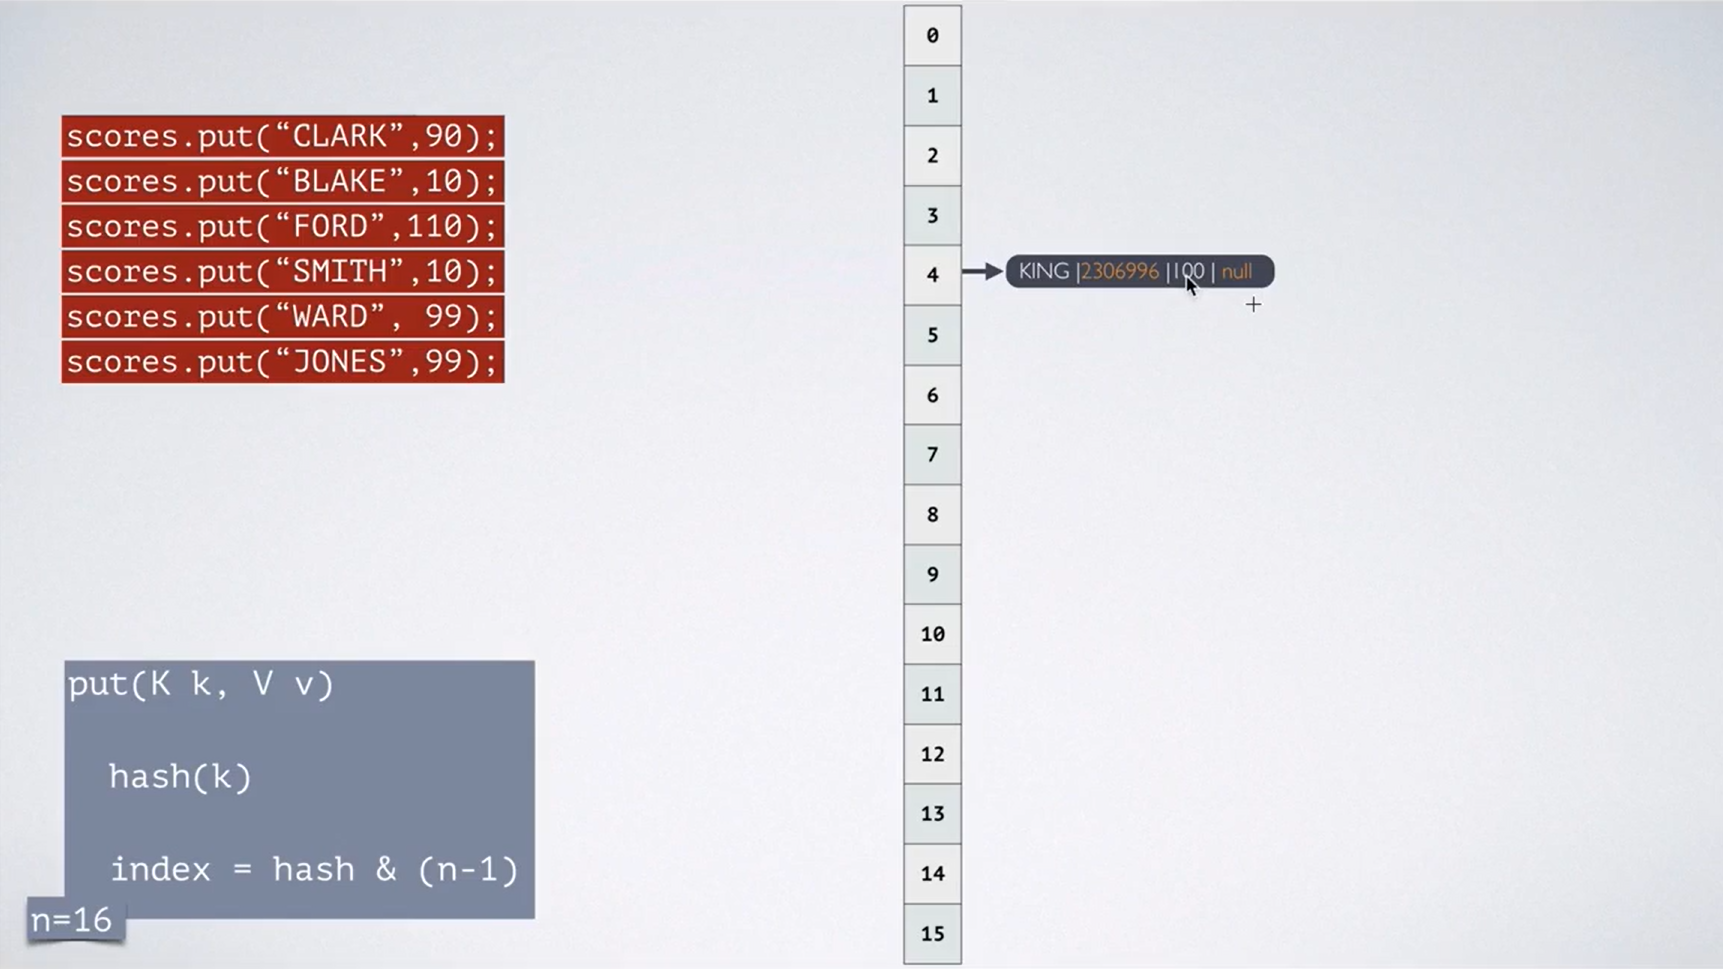 scores.put(“CLARK”,90);
scores.put(“BLAKE”,10);
scores.put(“FORD”,110);
scores.put(“SMITH”,10);
scores.put(“WARD”, 99);
scores.put(“JONES”,99);
put(K k, V v)
hash(k)
index = hash & (n-1)
n=16
0
1
2
3
4
KING |2306996 |100 | null
5
6
7
8
9
10
11
12
13
14
15